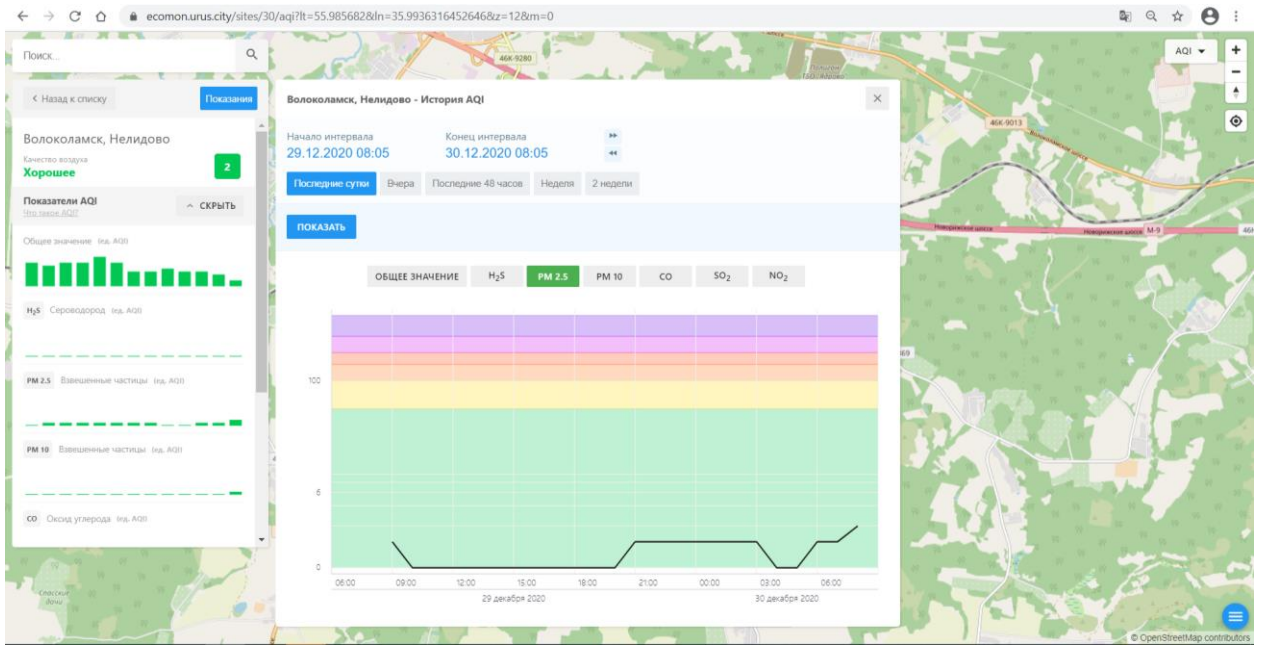 ecomon.urus.city/sites/30/aqi?lt=55.985682&ln=35.9936316452646&z=12&m=0
Поиск...
46К-9280
AQI
Назад к списку
Показания
Волоколамск, Нелидово
Качество воздуха
Хорошее
2
Показатели AQI
Что такое AQI?
СКРЫТЬ
Общее значение (ед. AQI)
H₂S Сероводород (ед. AQI)
PM 2.5 Взвешенные частицы (ед. AQI)
PM 10 Взвешенные частицы (ед. AQI)
CO Оксид углерода (ед. AQI)
Волоколамск, Нелидово - История AQI
Начало интервала
Конец интервала
29.12.2020 08:05
30.12.2020 08:05
Последние сутки
Вчера
Последние 48 часов
Неделя
2 недели
ПОКАЗАТЬ
ОБЩЕЕ ЗНАЧЕНИЕ
H₂S
PM 2.5
PM 10
CO
SO₂
NO₂
100
6
0
06:00 09:00 12:00 15:00 18:00 21:00 00:00 03:00 06:00
29 декабря 2020
30 декабря 2020
46К-9013
Волоколамское шоссе
Новорижское шоссе
Новорижское шоссе
М-9
46К
Спасские дачи
© OpenStreetMap contributors